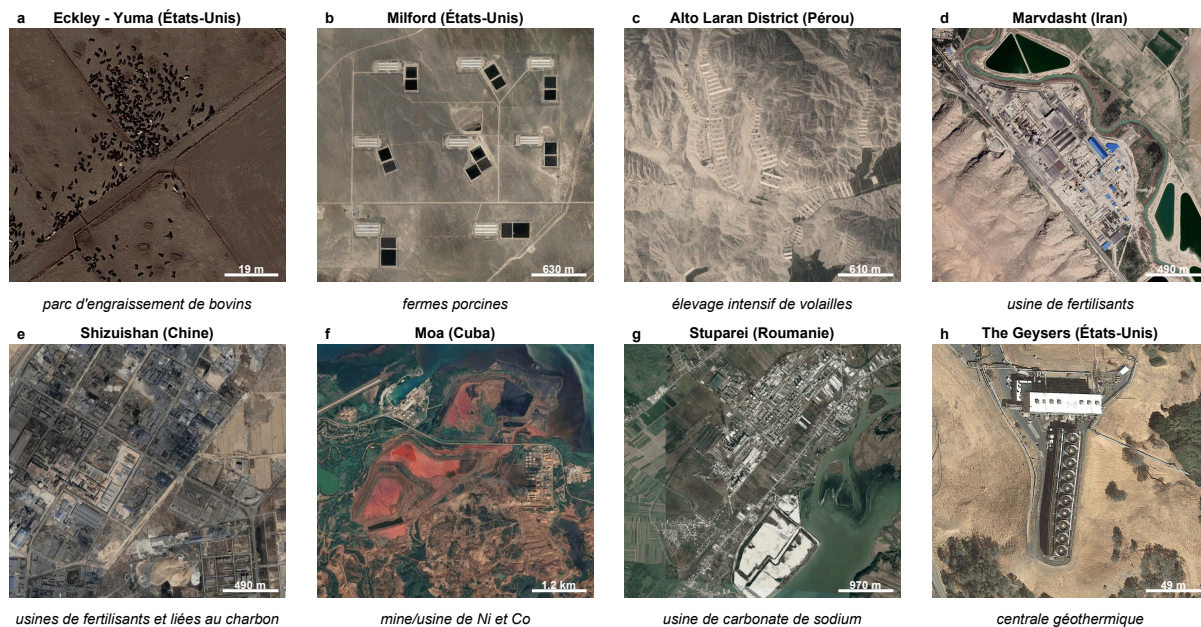 a Eckley - Yuma (États-Unis)
b Milford (États-Unis)
c Alto Laran District (Pérou)
d Marvdasht (Iran)
19 m
630 m
610 m
490 m
parc d'engraissement de bovins
fermes porcines
élevage intensif de volailles
usine de fertilisants
e Shizuishan (Chine)
f Moa (Cuba)
g Stuparei (Roumanie)
h The Geysers (États-Unis)
490 m
1.2 km
970 m
49 m
usines de fertilisants et liées au charbon
mine/usine de Ni et Co
usine de carbonate de sodium
centrale géothermique